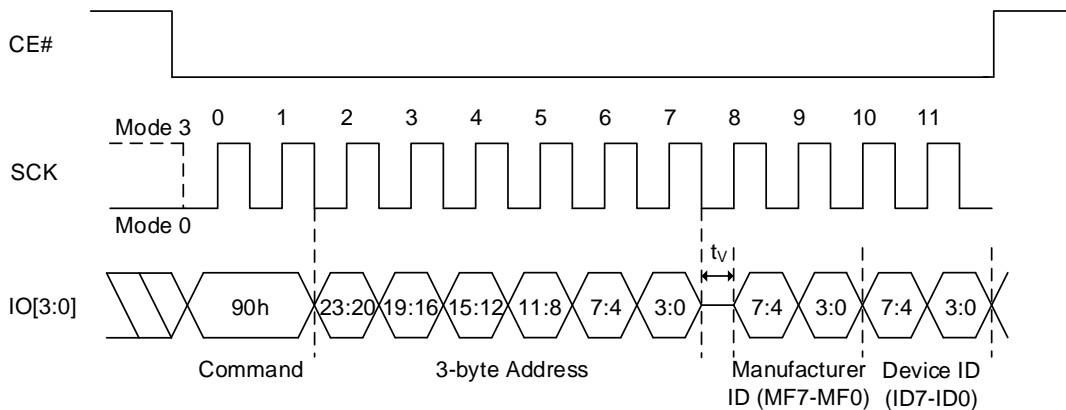 CE#
0 1 2 3 4 5 6 7 8 9 10 11
Mode 3
SCK
Mode 0
tV
IO[3:0] 90h 23:20 19:16 15:12 11:8 7:4 3:0 7:4 3:0 7:4 3:0
Command 3-byte Address Manufacturer Device ID
ID (MF7-MF0) (ID7-ID0)